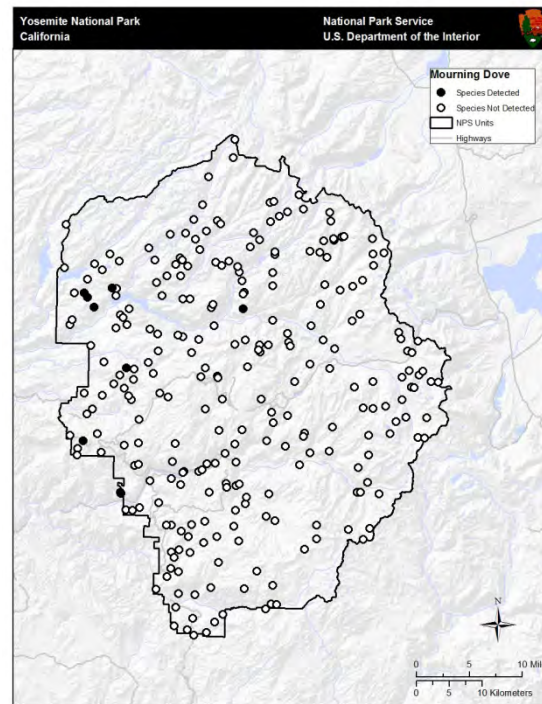 Yosemite National Park
California
National Park Service
U.S. Department of the Interior
Mourning Dove
Species Detected
Species Not Detected
NPS Units
Highways
N
0 5 10 Mil
0 5 10 Kilometers